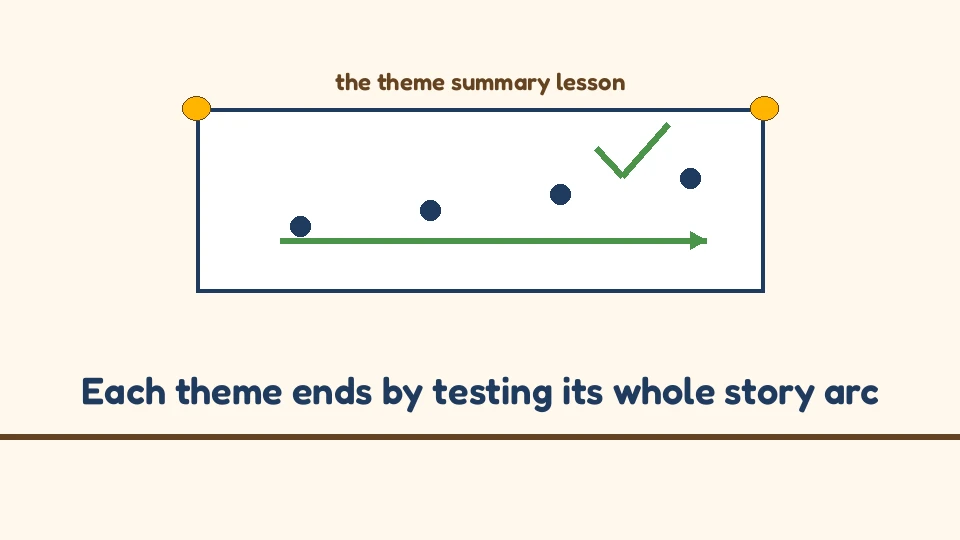 the theme summary lesson
Each theme ends by testing its whole story arc